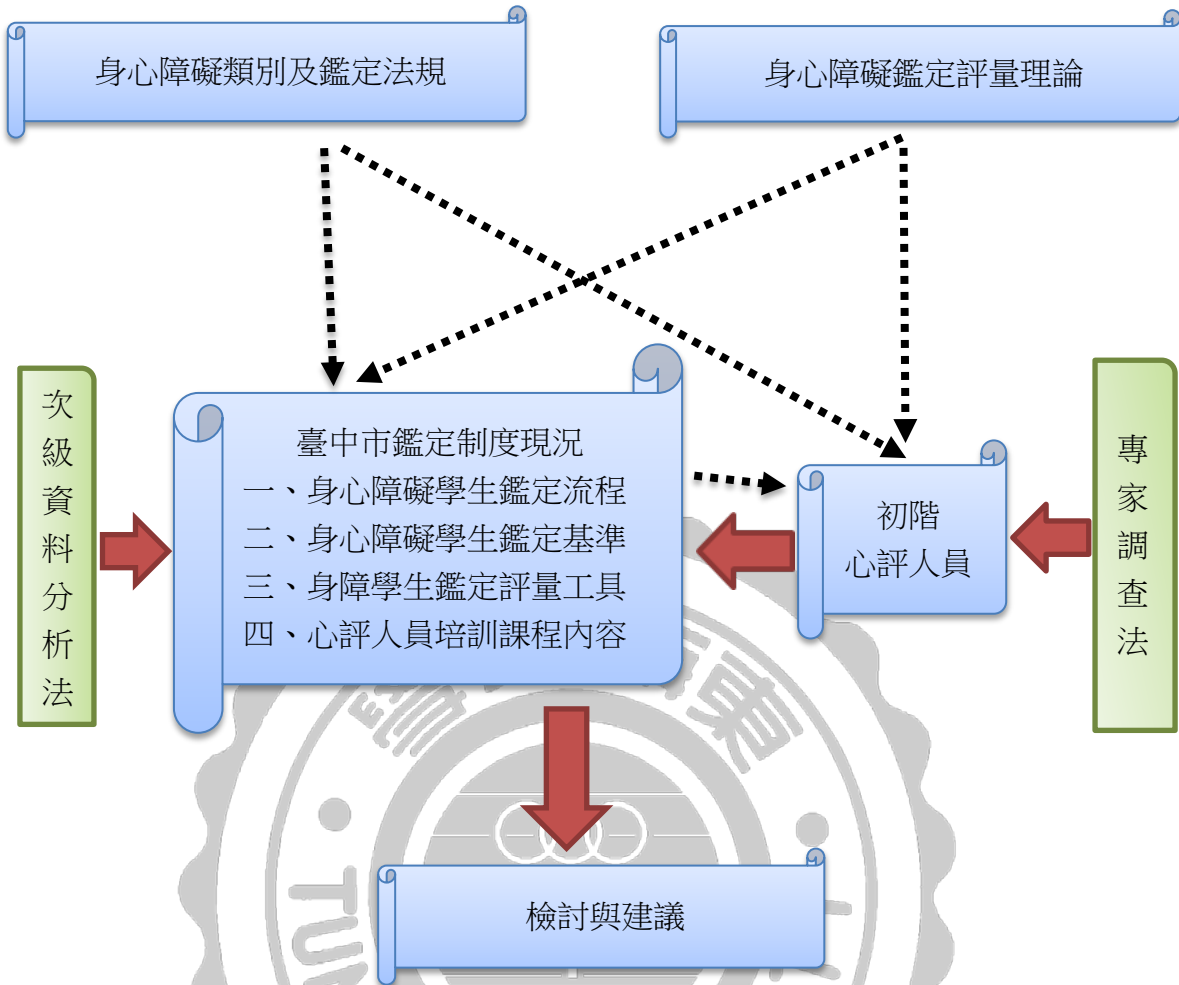 身心障礙類別及鑑定法規
身心障礙鑑定評量理論
次級資料分析法
臺中市鑑定制度現況
一、身心障礙學生鑑定流程
二、身心障礙學生鑑定基準
三、身障學生鑑定評量工具
四、心評人員培訓課程內容
初階
心評人員
專家調查法
檢討與建議